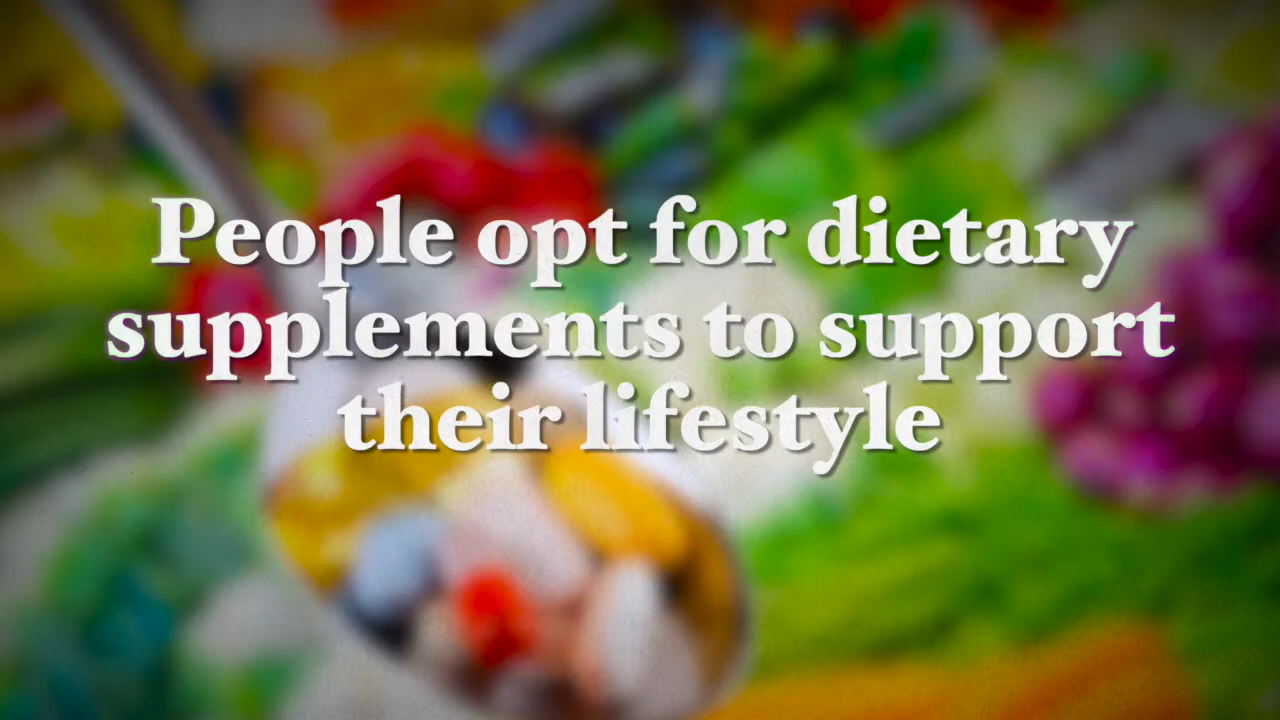 People opt for dietary
supplements to support
their lifestyle